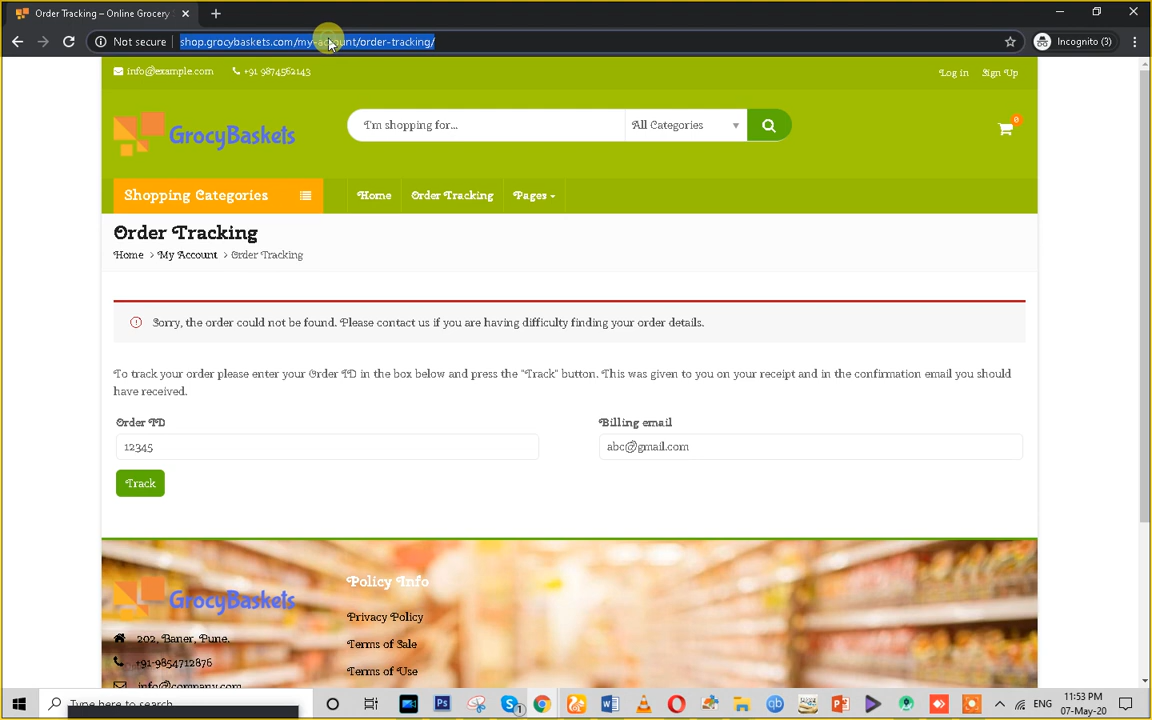 Order Tracking – Online Grocery
Not secure
shop.grocybaskets.com/my-account/order-tracking/
Incognito (3)
info@example.com
+91 9874562143
Log in
Sign Up
GrocyBaskets
I'm shopping for...
All Categories
0
Shopping Categories
Home
Order Tracking
Pages
Order Tracking
Home > My Account > Order Tracking
Sorry, the order could not be found. Please contact us if you are having difficulty finding your order details.
To track your order please enter your Order ID in the box below and press the "Track" button. This was given to you on your receipt and in the confirmation email you should
have received.
Order ID
Billing email
12345
abc@gmail.com
Track
GrocyBaskets
Policy Info
202, Baner, Pune.
Privacy Policy
Terms of Sale
+91-9854712876
Terms of Use
info@company.com
Type here to search
1
ENG
11:53 PM
07-May-20